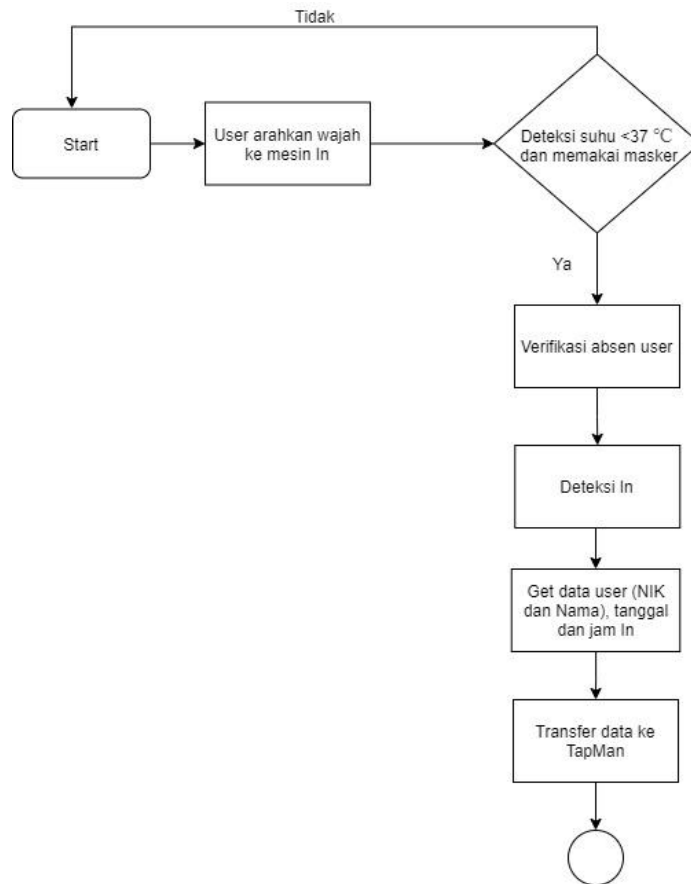 Tidak
Start
User arahkan wajah
ke mesin In
Deteksi suhu <37 ℃
dan memakai masker
Ya
Verifikasi absen user
Deteksi In
Get data user (NIK
dan Nama), tanggal
dan jam In
Transfer data ke
TapMan